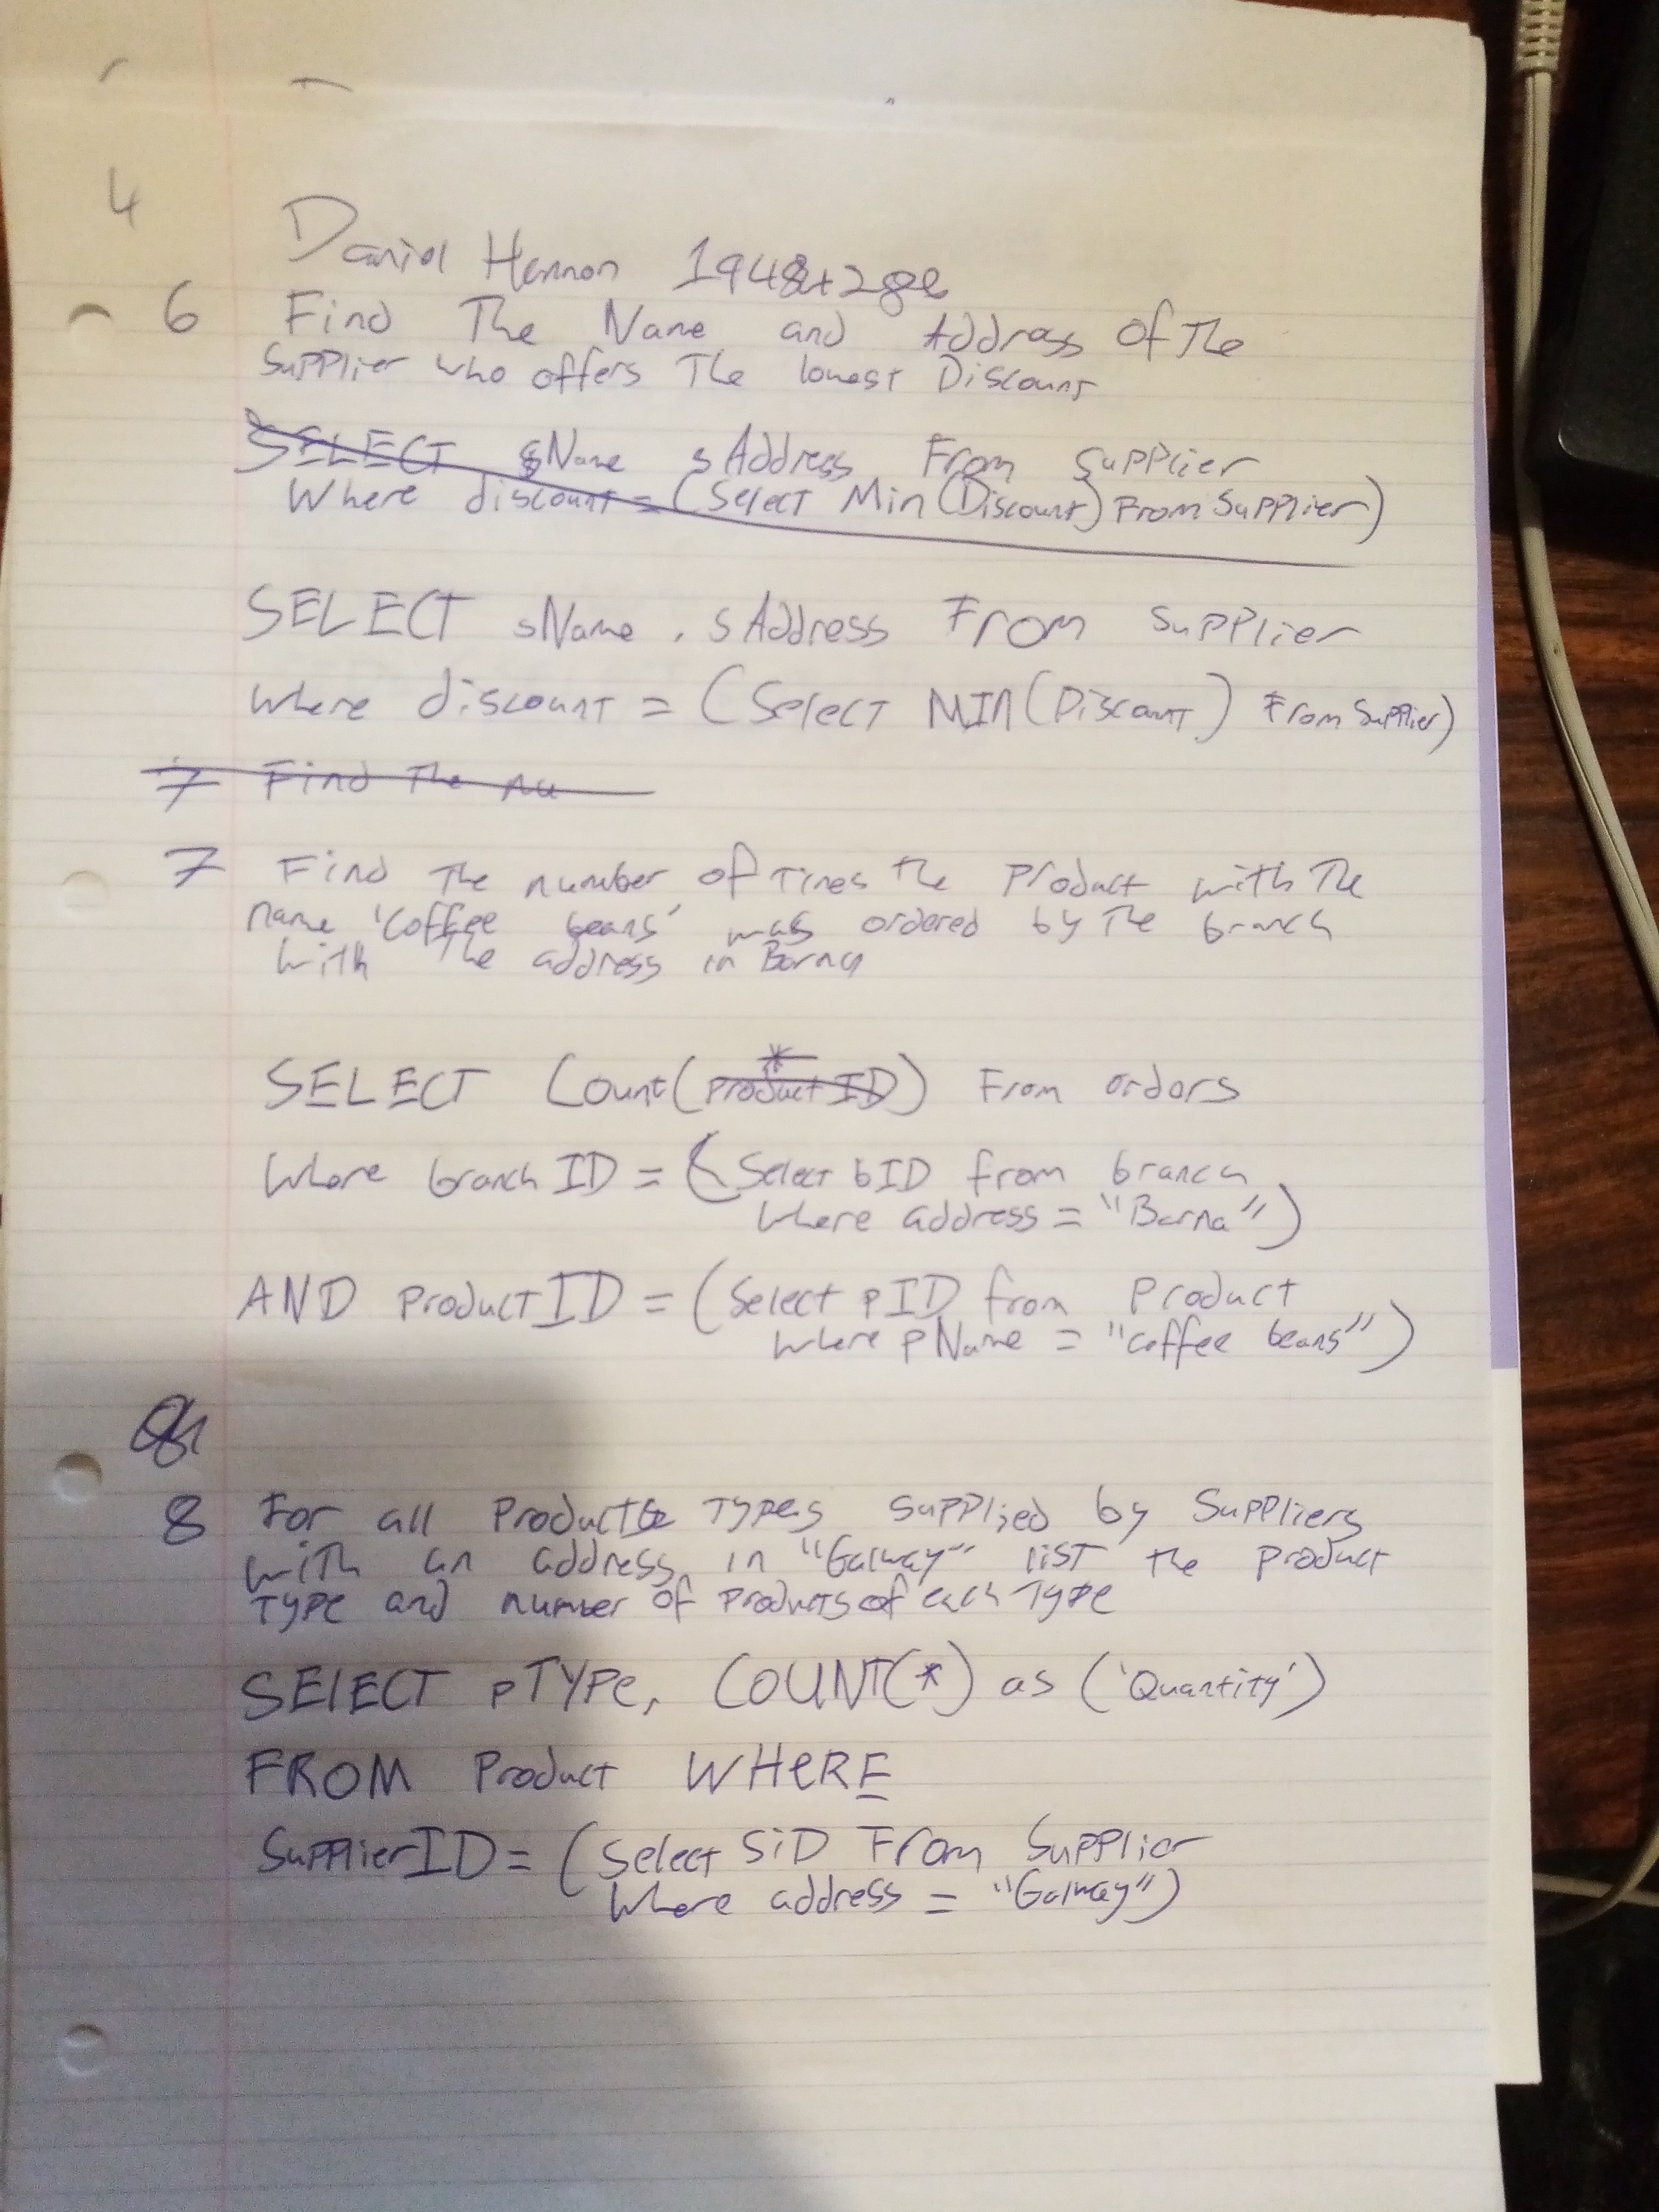 4
Daniel Hennon
6 Find The Name and Address Of The
Supplier who offers The lowest Discount
SELECT sName sAddress From supplier
Where discount = (Select Min(Discount) From Supplier)
SELECT sName, sAddress From supplier
Where discount = (Select MIN(Discount) From Supplier)
7 Find The nu
7 Find The number of Times the Product with The
name 'Coffee beans' was ordered by The branch
With The address in Barna
*
SELECT Count(product ID) From orders
Where branch ID = (Select bID from branch
Where address = "Barna")
AND ProductID = (Select pID from Product
Where pName = "Coffee beans")
8 For all Product Types supplied by Suppliers
with an address in "Galway" list the product
Type and number of Products of each Type
SElECT pTYPe, COUNT(*) as ('Quantity')
FROM Product WHeRE
SupplierID = (Select SiD From Supplier
Where address = "Galway")